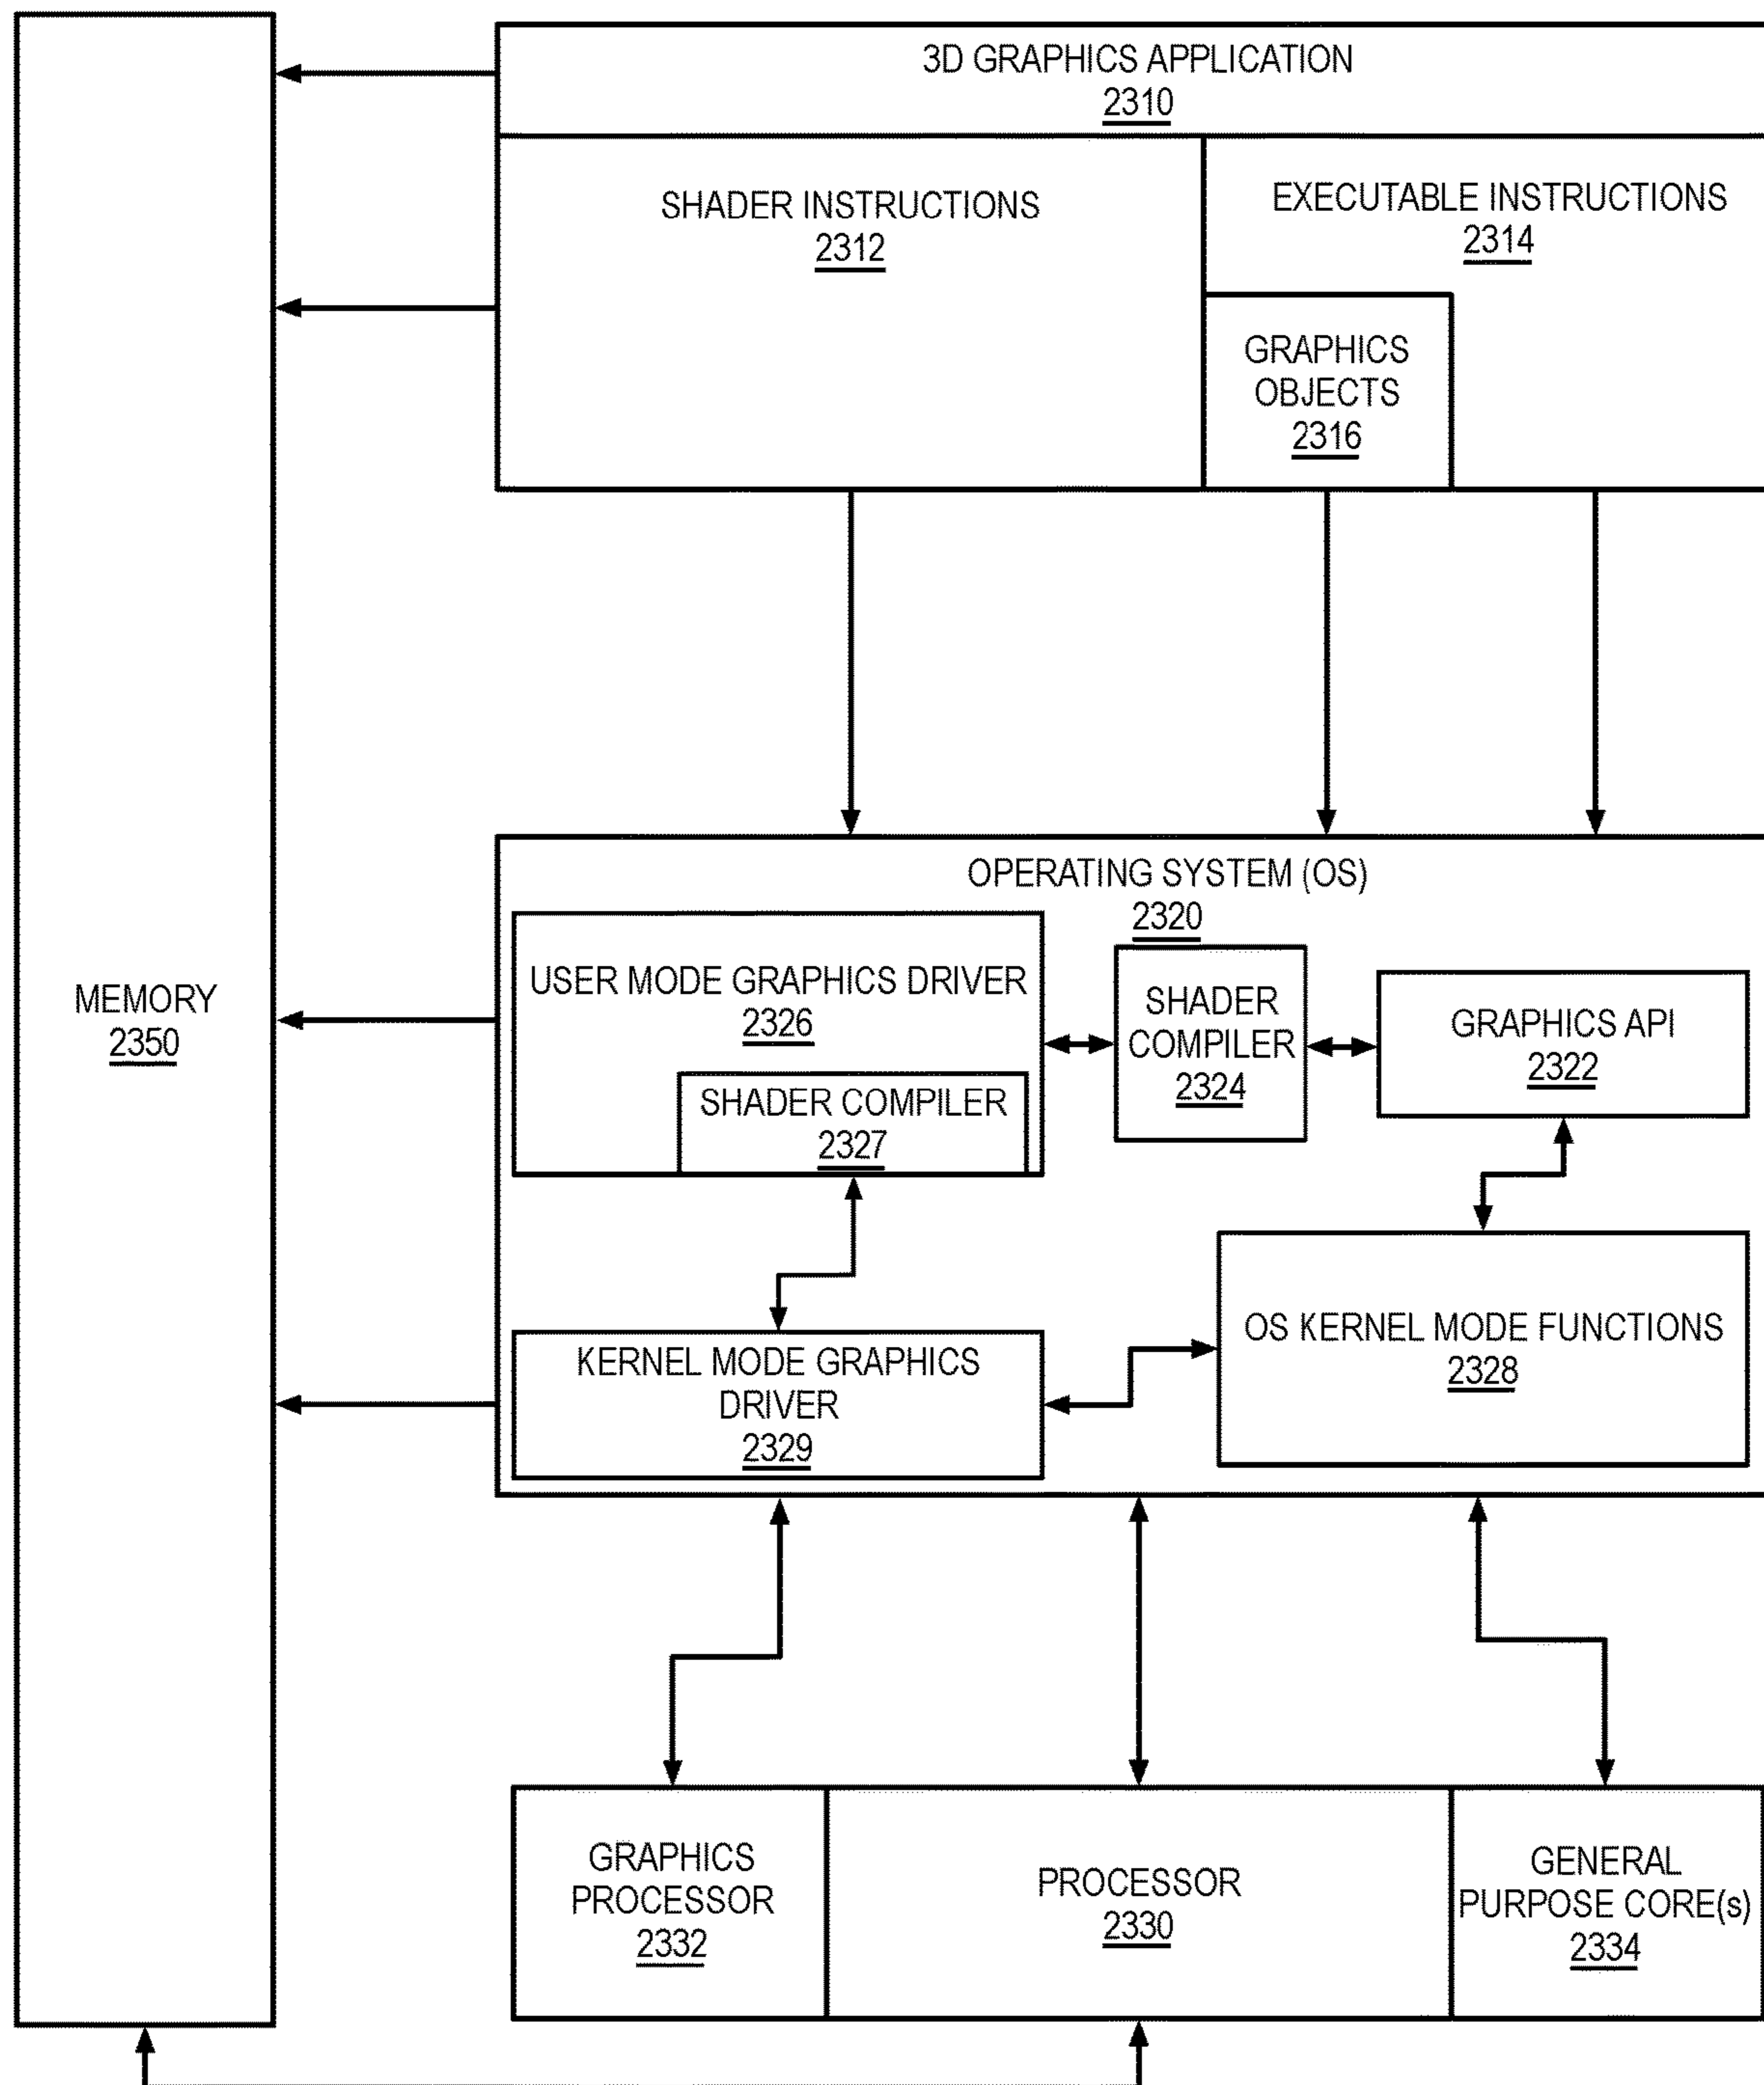 3D GRAPHICS APPLICATION
2310
SHADER INSTRUCTIONS
2312
EXECUTABLE INSTRUCTIONS
2314
GRAPHICS
OBJECTS
2316
OPERATING SYSTEM (OS)
2320
USER MODE GRAPHICS DRIVER
2326
SHADER COMPILER
2327
SHADER
COMPILER
2324
GRAPHICS API
2322
MEMORY
2350
KERNEL MODE GRAPHICS
DRIVER
2329
OS KERNEL MODE FUNCTIONS
2328
GRAPHICS
PROCESSOR
2332
PROCESSOR
2330
GENERAL
PURPOSE CORE(s)
2334